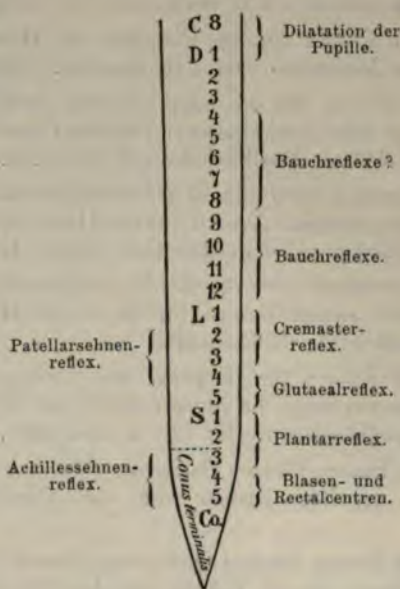 C 8
D 1
2
3
4
5
6
7
8
9
10
11
12
L 1
2
3
4
5
S 1
2
3
4
5
Co.
Conus terminalis
Dilatation der
Pupille.
Bauchreflexe?
Bauchreflexe.
Cremaster-
reflex.
Glutaealreflex.
Plantarreflex.
Blasen- und
Rectalcentren.
Patellarsehnen-
reflex.
Achillessehnen-
reflex.